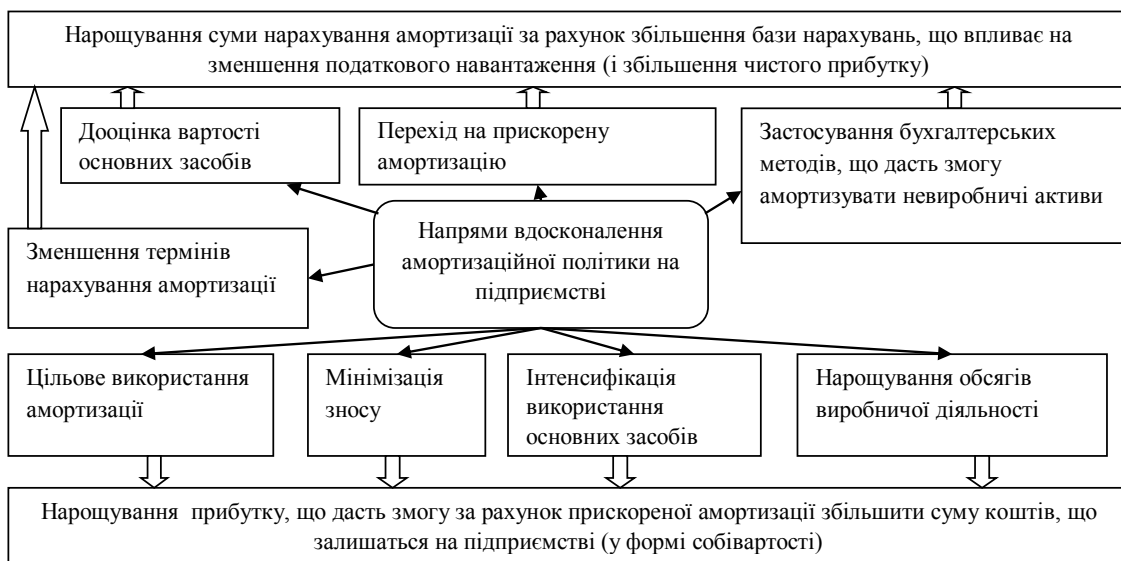 Нарощування суми нарахування амортизації за рахунок збільшення бази нарахувань, що впливає на
зменшення податкового навантаження (і збільшення чистого прибутку)
Дооцінка вартості
основних засобів
Перехід на прискорену
амортизацію
Застосування бухгалтерських
методів, що дасть змогу
амортизувати невиробничі активи
Зменшення термінів
нарахування амортизації
Напрями вдосконалення
амортизаційної політики на
підприємстві
Цільове використання
амортизації
Мінімізація
зносу
Інтенсифікація
використання
основних засобів
Нарощування обсягів
виробничої діяльності
Нарощування прибутку, що дасть змогу за рахунок прискореної амортизації збільшити суму коштів, що
залишаться на підприємстві (у формі собівартості)